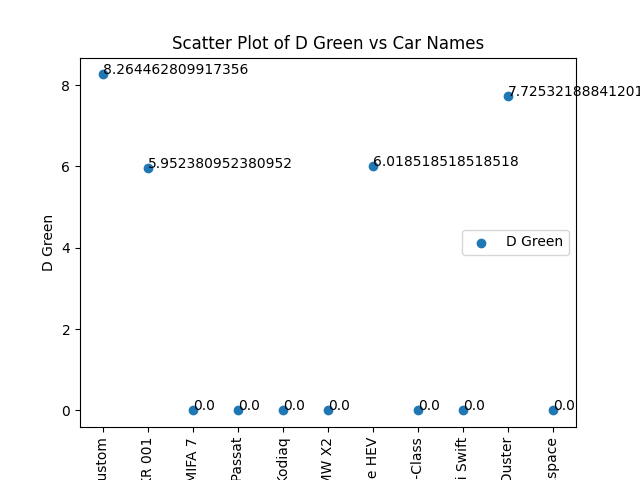 Scatter Plot of D Green vs Car Names
8.264462809917356
7.72532188841201
5.952380952380952
6.018518518518518
D Green
D Green
0.0
0.0
0.0
0.0
0.0
0.0
0.0
8
6
4
2
0
ustom
R 001
MIFA 7
Passat
Kodiaq
MW X2
e HEV
-Class
i Swift
Duster
space